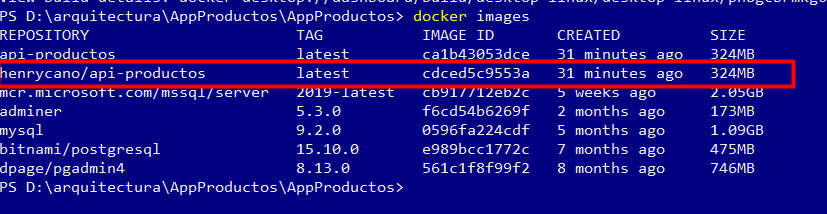 PS D:\arquitectura\AppProductos\AppProductos> docker images
REPOSITORY TAG IMAGE ID CREATED SIZE
api-productos latest ca1b43053dce 31 minutes ago 324MB
henrycano/api-productos latest cdced5c9553a 31 minutes ago 324MB
mcr.microsoft.com/mssql/server 2019-latest cb917712eb2c 5 weeks ago 2.05GB
adminer 5.3.0 f6cd54b6269f 2 months ago 173MB
mysql 9.2.0 0596fa224cdf 5 months ago 1.09GB
bitnami/postgresql 15.10.0 e989bcc1772c 7 months ago 475MB
dpage/pgadmin4 8.13.0 561c1f8f99f2 8 months ago 746MB
PS D:\arquitectura\AppProductos\AppProductos>